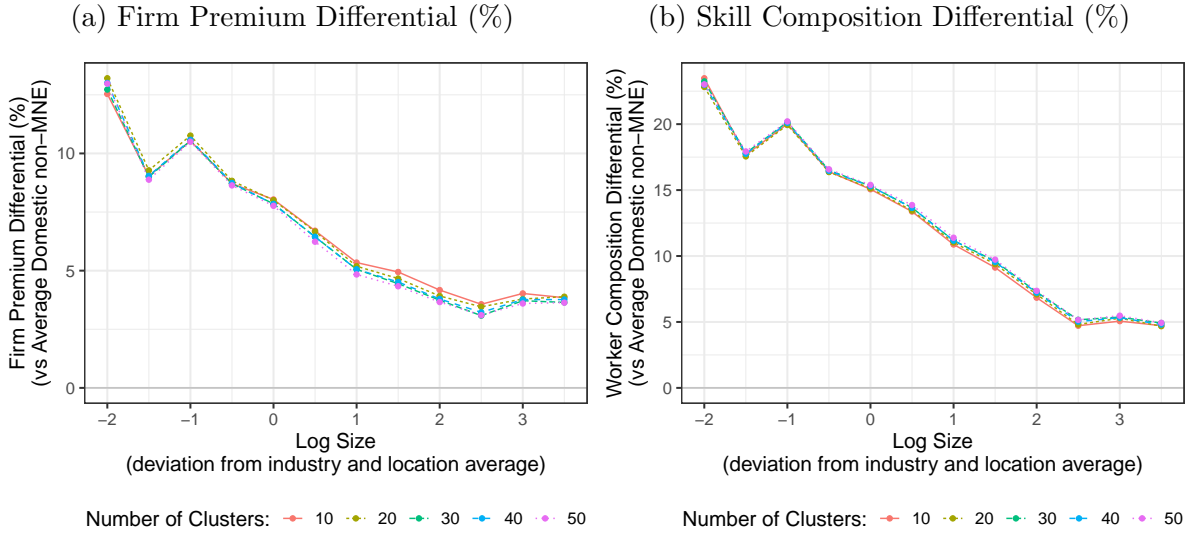 (a) Firm Premium Differential (%)
Firm Premium Differential (%)
(vs Average Domestic non−MNE)
10
5
0
−2
−1
0
1
2
3
Log Size
(deviation from industry and location average)
Number of Clusters: 10 20 30 40 50
(b) Skill Composition Differential (%)
Worker Composition Differential (%)
(vs Average Domestic non−MNE)
20
15
10
5
0
−2
−1
0
1
2
3
Log Size
(deviation from industry and location average)
Number of Clusters: 10 20 30 40 50